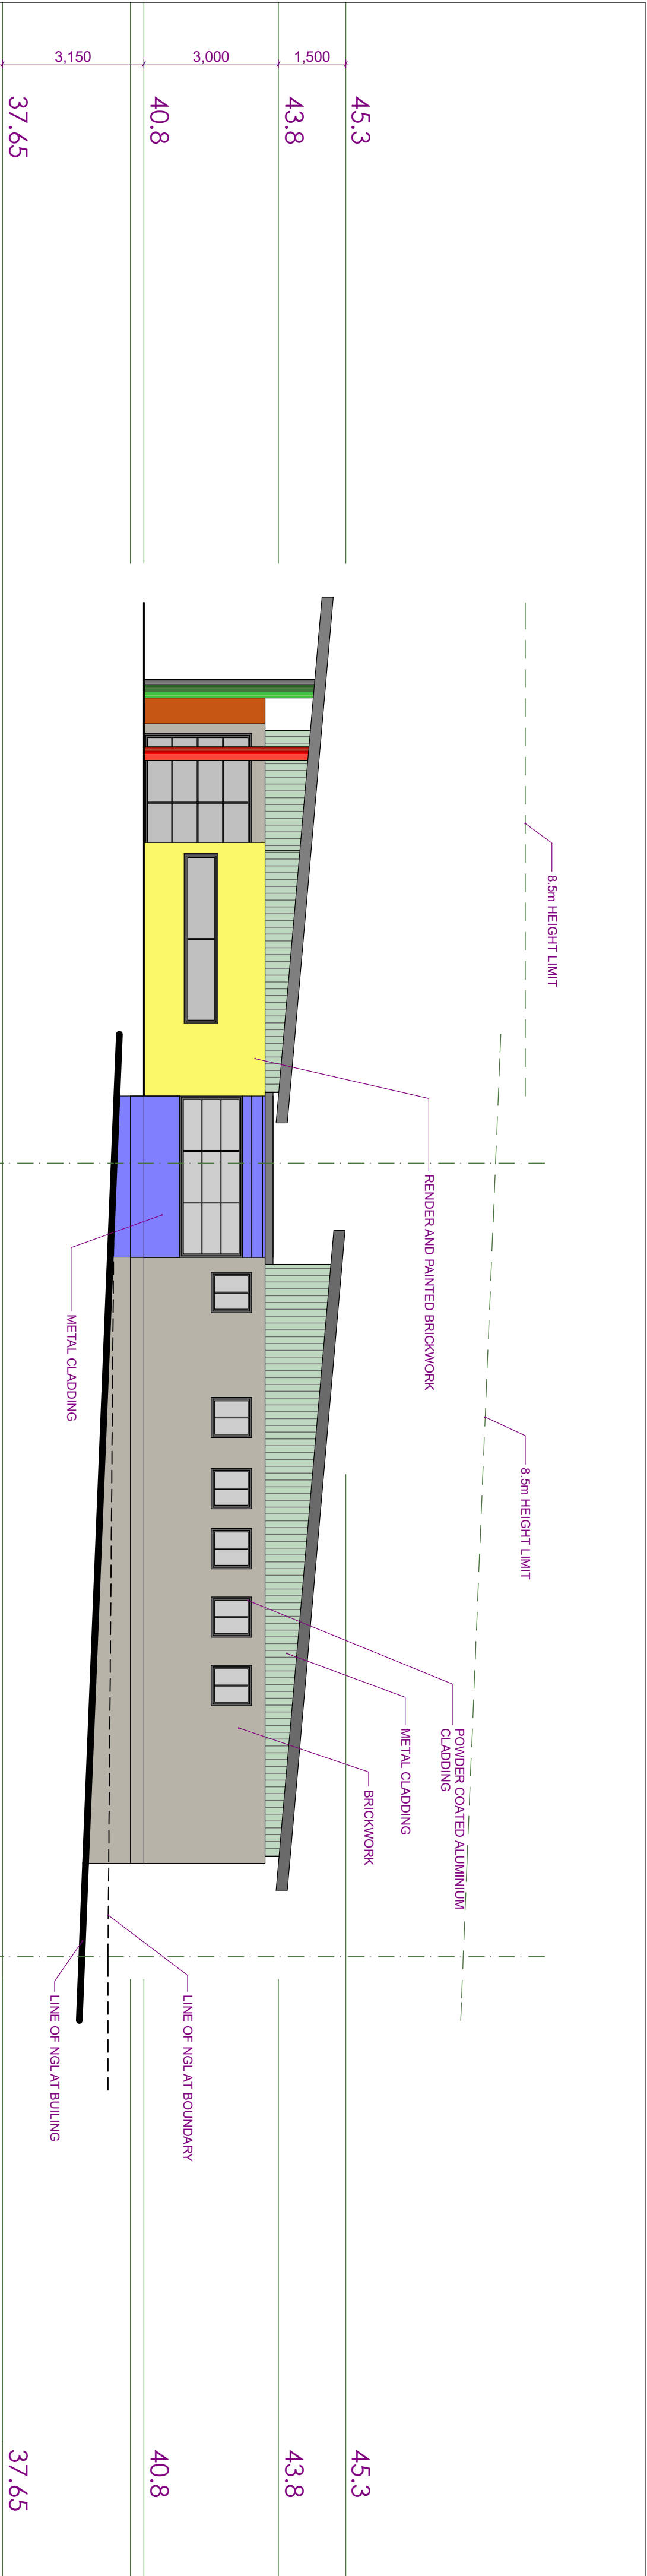 3,150
3,000
1,500
45.3
43.8
40.8
37.65
8.5m HEIGHT LIMIT
8.5m HEIGHT LIMIT
RENDER AND PAINTED BRICKWORK
METAL CLADDING
POWDER COATED ALUMINIUM
CLADDING
METAL CLADDING
BRICKWORK
LINE OF NGL AT BOUNDARY
LINE OF NGL AT BUILING
45.3
43.8
40.8
37.65